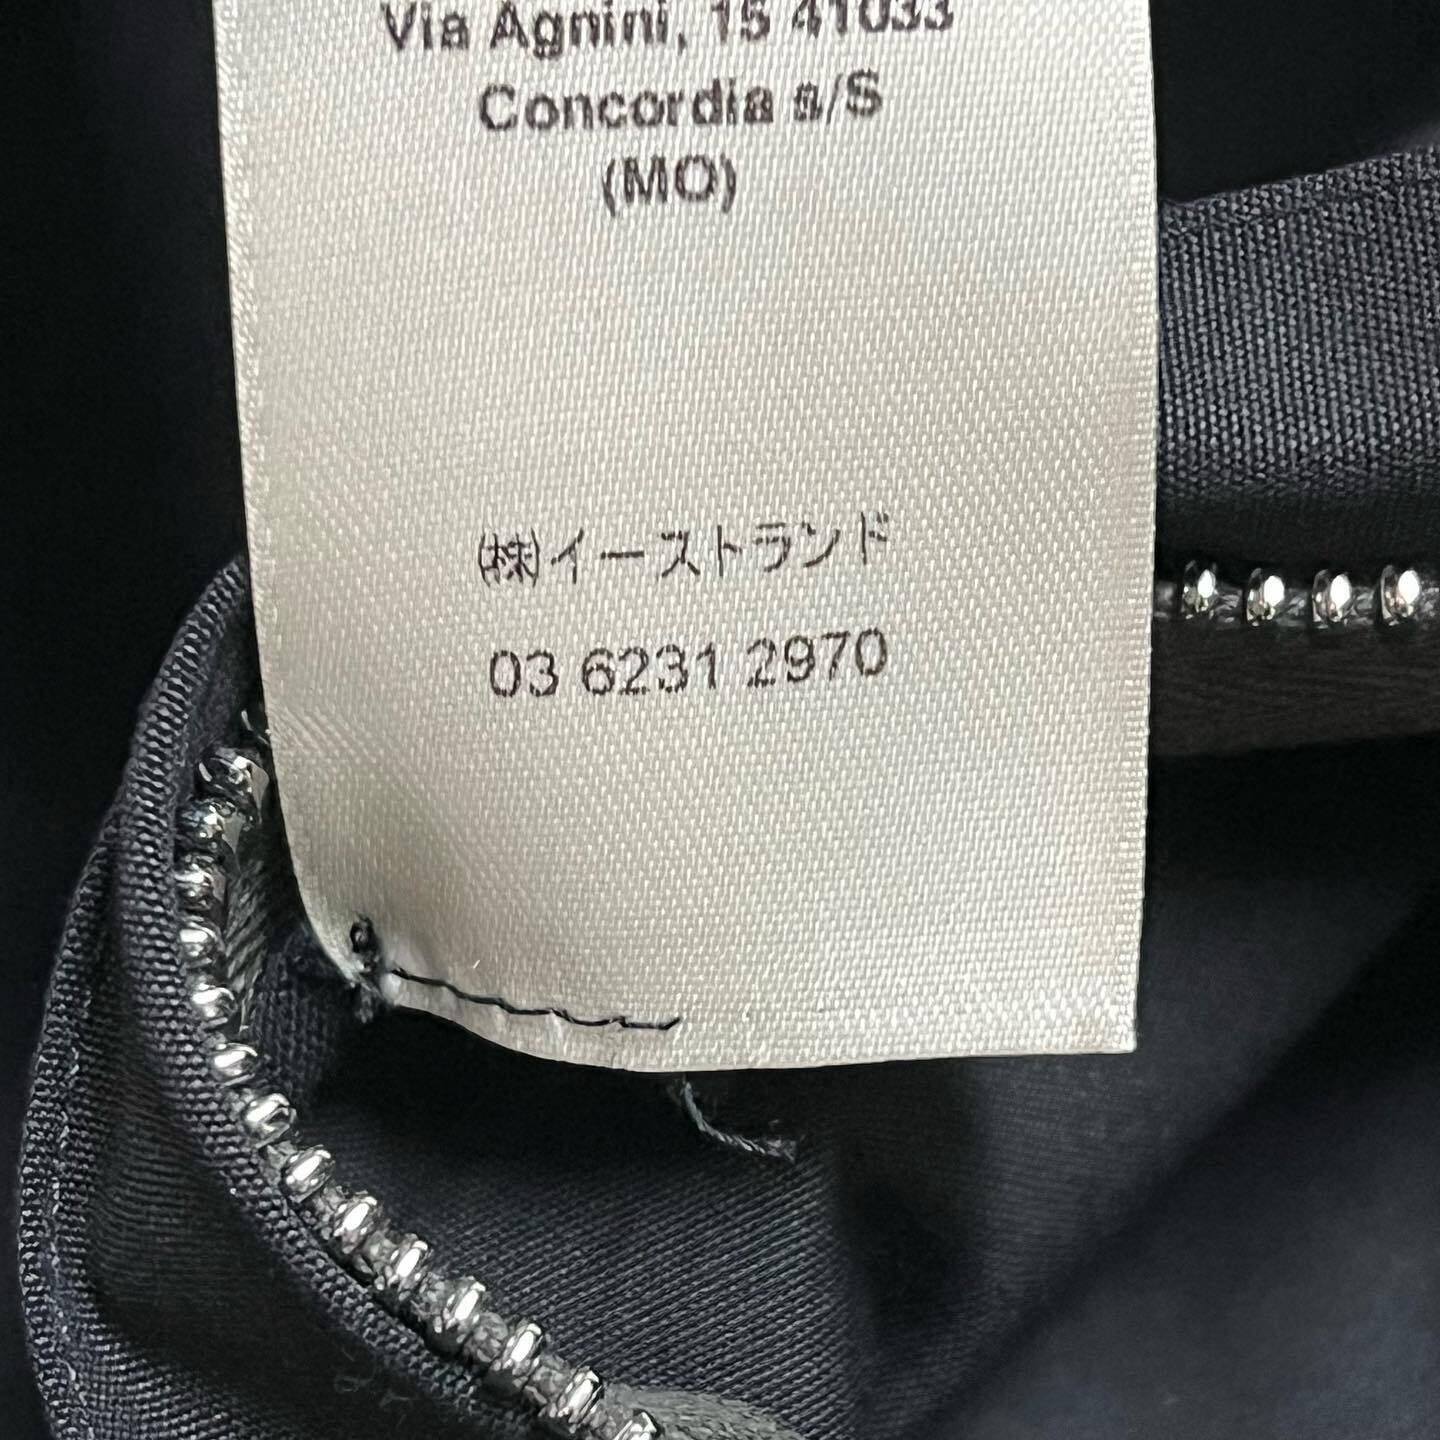 Via Agnini, 15 41033
Concordia s/S
(MO)
㈱イーストランド
03 6231 2970